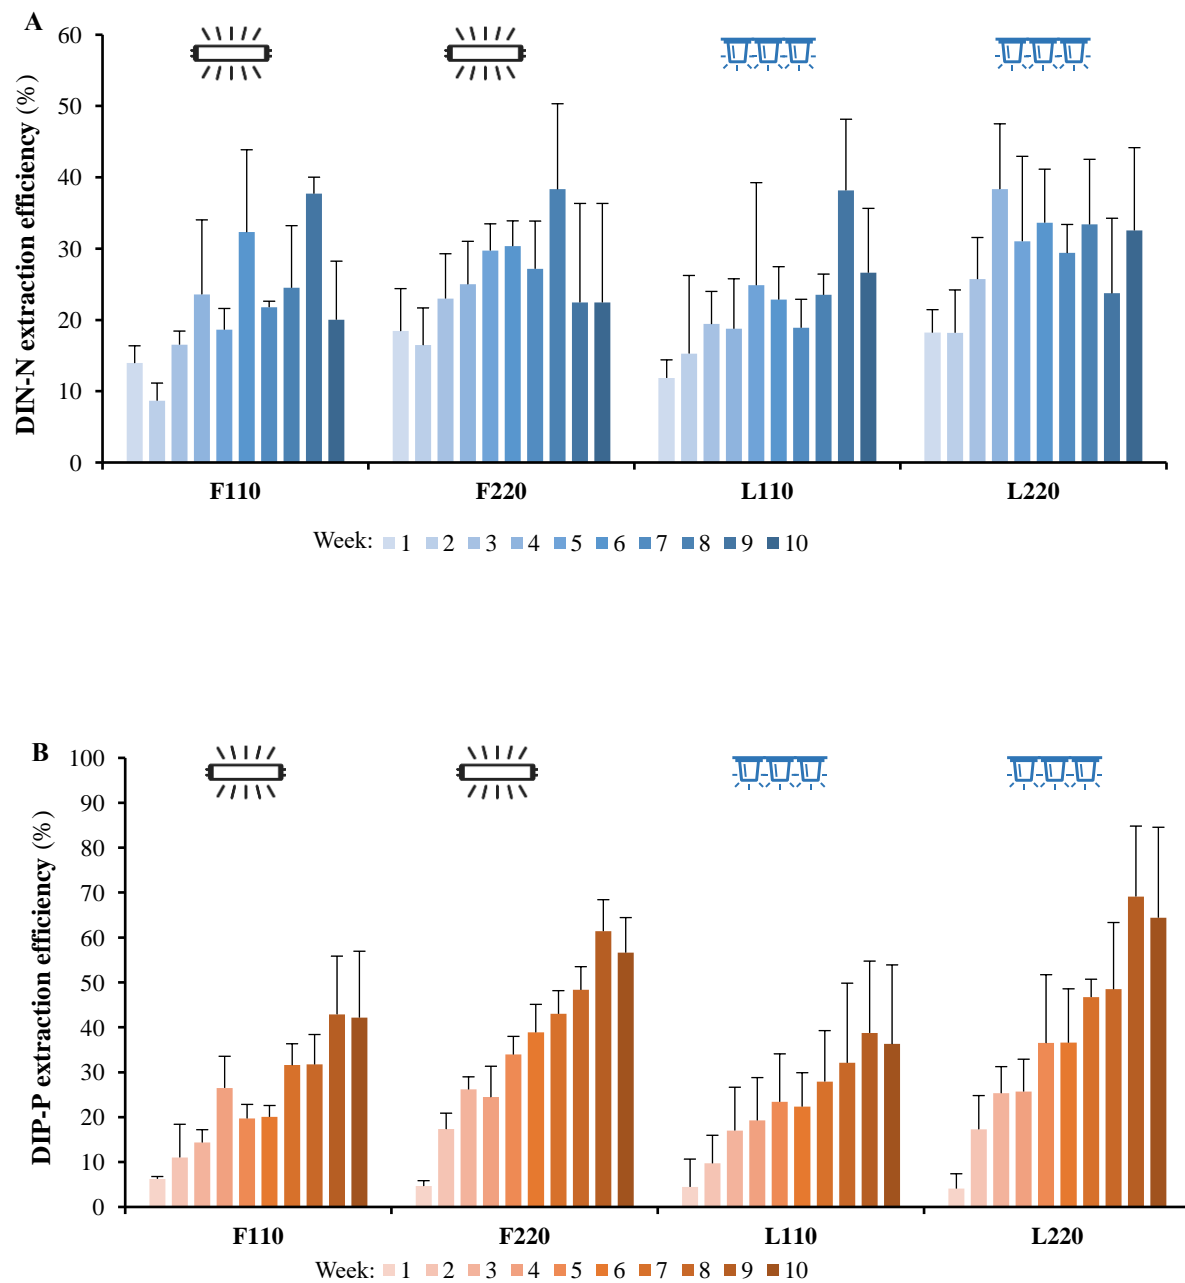 A
60
50
40
30
20
10
0
DIN-N extraction efficiency (%)
F110 F220 L110 L220
Week: 1 2 3 4 5 6 7 8 9 10
B
100
90
80
70
60
50
40
30
20
10
0
DIP-P extraction efficiency (%)
F110 F220 L110 L220
Week: 1 2 3 4 5 6 7 8 9 10